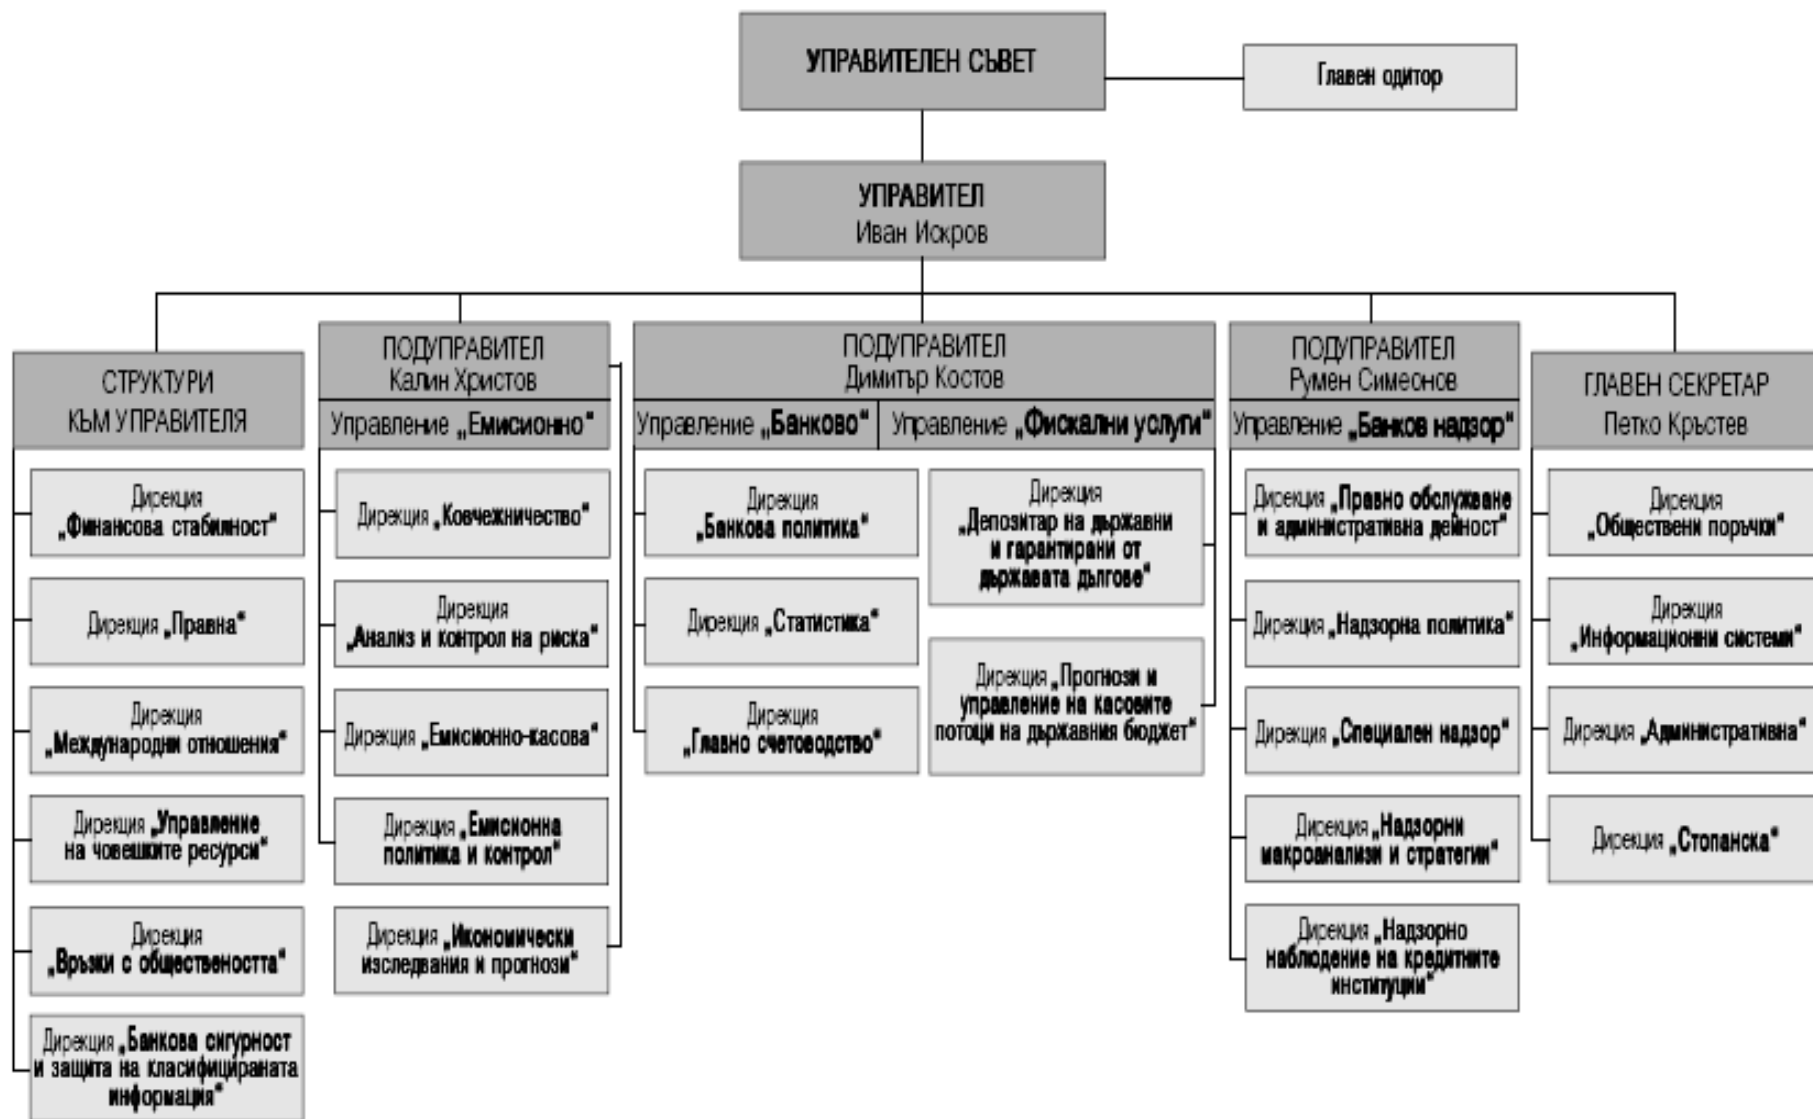 УПРАВИТЕЛЕН СЪВЕТ
Главен одитор
УПРАВИТЕЛ
Иван Искров
СТРУКТУРИ
КЪМ УПРАВИТЕЛЯ
Дирекция
„Финансова стабилност“
Дирекция „Правна“
Дирекция
„Международни отношения“
Дирекция „Управление
на човешките ресурси“
Дирекция
„Връзки с обществеността“
Дирекция „Банкова сигурност
и защита на класифицираната
информация“
ПОДУПРАВИТЕЛ
Калин Христов
Управление „Емисионно“
Дирекция „Ковчежничество“
Дирекция
„Анализ и контрол на риска“
Дирекция „Емисионно-касова“
Дирекция „Емисионна
политика и контрол“
Дирекция „Икономически
изследвания и прогнози“
ПОДУПРАВИТЕЛ
Димитър Костов
Управление „Банково“
Дирекция
„Банкова политика“
Дирекция „Статистика“
Дирекция
„Главно счетоводство“
Управление „Фискални услуги“
Дирекция
„Депозитар на държавни
и гарантирани от
държавата дългове“
Дирекция „Прогнози и
управление на касовите
потоци на държавния бюджет“
ПОДУПРАВИТЕЛ
Румен Симеонов
Управление „Банков надзор“
Дирекция „Правно обслужване
и административна дейност“
Дирекция „Надзорна политика“
Дирекция „Специален надзор“
Дирекция „Надзорни
макроанализи и стратегии“
Дирекция „Надзорно
наблюдение на кредитните
институции“
ГЛАВЕН СЕКРЕТАР
Петко Кръстев
Дирекция
„Обществени поръчки“
Дирекция
„Информационни системи“
Дирекция „Административна“
Дирекция „Стопанска“